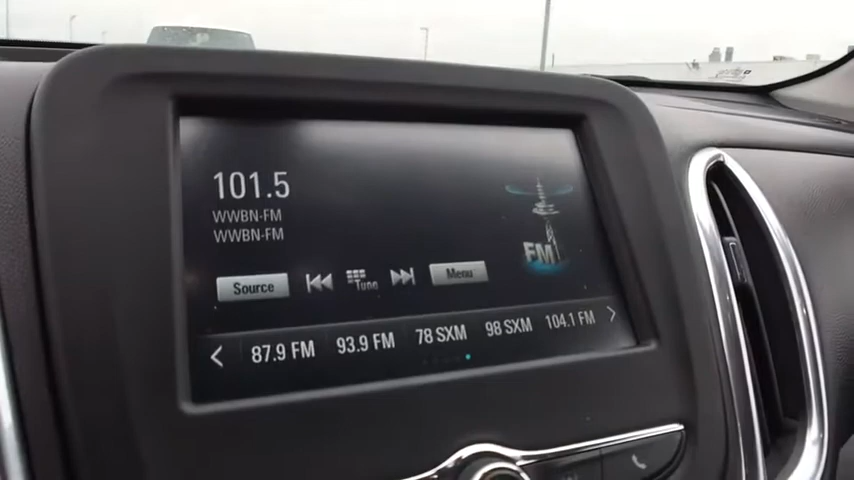 101.5
WWBN-FM
WWBN-FM
FM
Source
Tune
Menu
87.9 FM 93.9 FM 78 SXM 98 SXM 104.1 FM